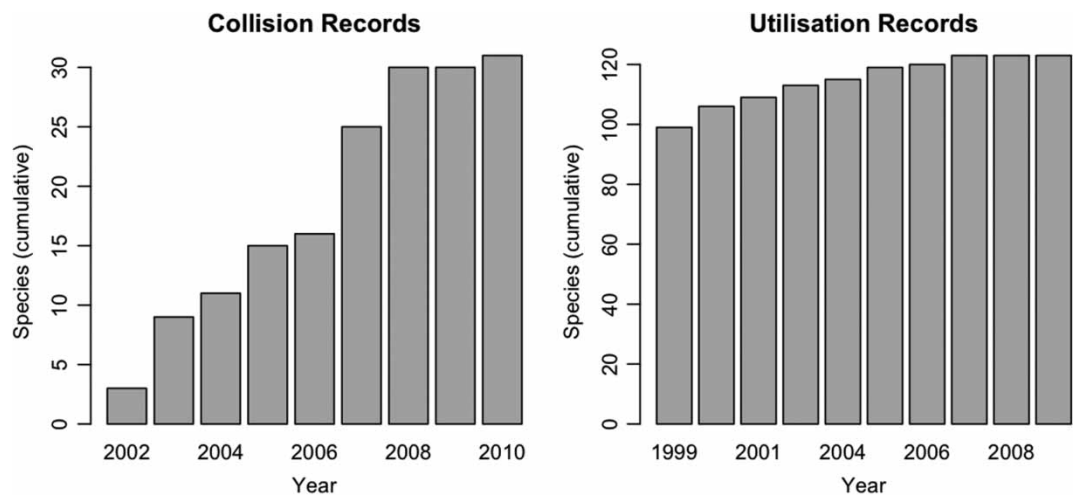 Collision Records
Species (cumulative)
30
25
20
15
10
5
0
2002 2004 2006 2008 2010
Year
Utilisation Records
Species (cumulative)
120
100
80
60
40
20
0
1999 2001 2004 2006 2008
Year